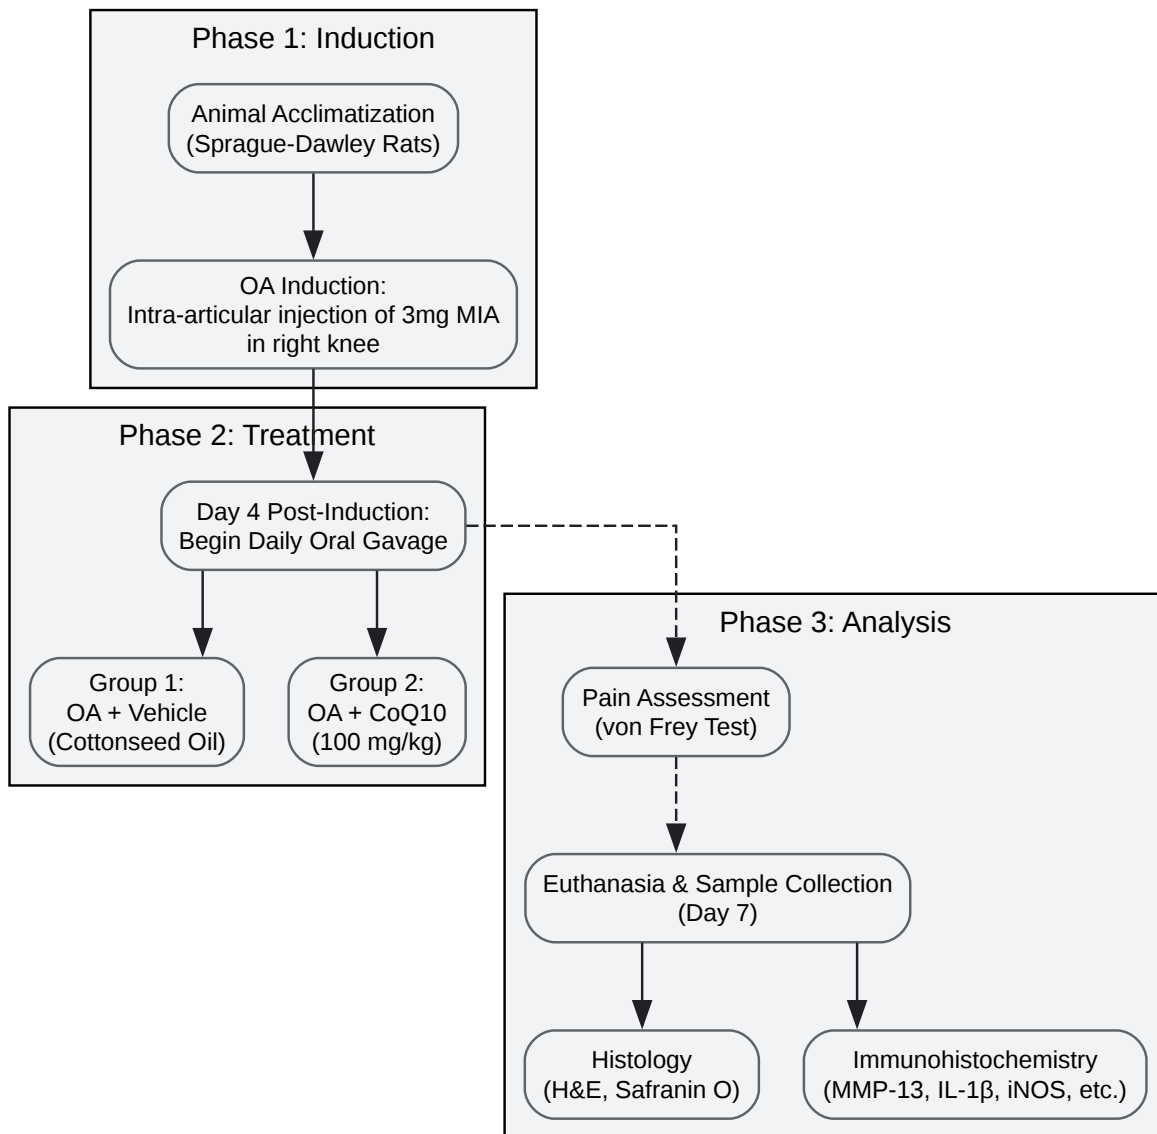 Phase 1: Induction
Animal Acclimatization
(Sprague-Dawley Rats)
OA Induction:
Intra-articular injection of 3mg MIA
in right knee
Phase 2: Treatment
Day 4 Post-Induction:
Begin Daily Oral Gavage
Group 1:
OA + Vehicle
(Cottonseed Oil)
Group 2:
OA + CoQ10
(100 mg/kg)
Phase 3: Analysis
Pain Assessment
(von Frey Test)
Euthanasia & Sample Collection
(Day 7)
Histology
(H&E, Safranin O)
Immunohistochemistry
(MMP-13, IL-1β, iNOS, etc.)